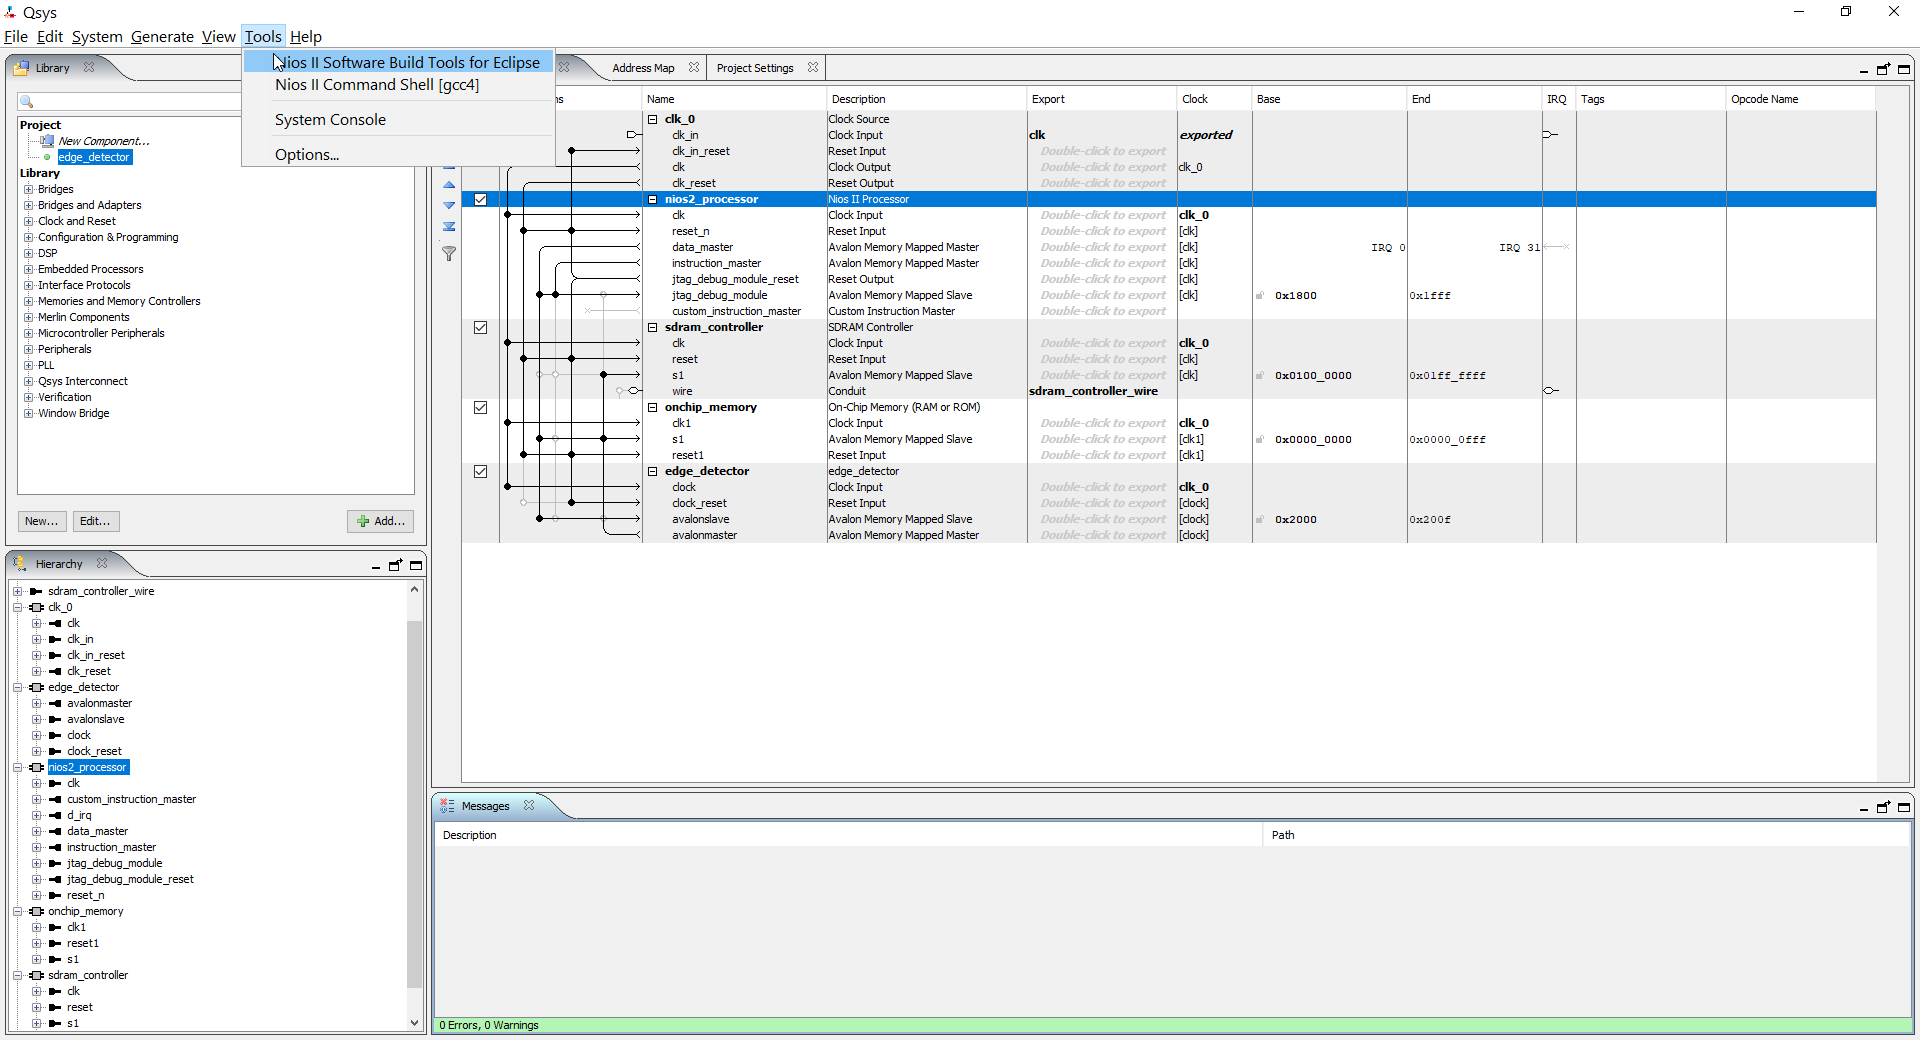 Qsys
File Edit System Generate View Tools Help
Nios II Software Build Tools for Eclipse
Nios II Command Shell [gcc4]
System Console
Options...
Library
Project
New Component...
edge_detector
Library
Bridges
Bridges and Adapters
Clock and Reset
Configuration & Programming
DSP
Embedded Processors
Interface Protocols
Memories and Memory Controllers
Merlin Components
Microcontroller Peripherals
Peripherals
PLL
Qsys Interconnect
Verification
Window Bridge
New... Edit... Add...
Hierarchy
sdram_controller_wire
clk_0
clk
clk_in
clk_in_reset
clk_reset
edge_detector
avalonmaster
avalonslave
clock
clock_reset
nios2_processor
clk
custom_instruction_master
d_irq
data_master
instruction_master
jtag_debug_module
jtag_debug_module_reset
reset_n
onchip_memory
clk1
reset1
s1
sdram_controller
clk
reset
s1
Address Map Project Settings
Name Description Export Clock Base End IRQ Tags Opcode Name
clk_0 Clock Source
clk_in Clock Input clk exported
clk_in_reset Reset Input Double-click to export
clk Clock Output Double-click to export clk_0
clk_reset Reset Output Double-click to export
nios2_processor Nios II Processor
clk Clock Input Double-click to export clk_0
reset_n Reset Input Double-click to export [clk]
data_master Avalon Memory Mapped Master Double-click to export [clk] IRQ 0 IRQ 31
instruction_master Avalon Memory Mapped Master Double-click to export [clk]
jtag_debug_module_reset Reset Output Double-click to export [clk]
jtag_debug_module Avalon Memory Mapped Slave Double-click to export [clk] 0x1800 0x1fff
custom_instruction_master Custom Instruction Master Double-click to export
sdram_controller SDRAM Controller
clk Clock Input Double-click to export clk_0
reset Reset Input Double-click to export [clk]
s1 Avalon Memory Mapped Slave Double-click to export [clk] 0x0100_0000 0x01ff_ffff
wire Conduit sdram_controller_wire
onchip_memory On-Chip Memory (RAM or ROM)
clk1 Clock Input Double-click to export clk_0
s1 Avalon Memory Mapped Slave Double-click to export [clk1] 0x0000_0000 0x0000_0fff
reset1 Reset Input Double-click to export [clk1]
edge_detector edge_detector
clock Clock Input Double-click to export clk_0
clock_reset Reset Input Double-click to export [clock]
avalonslave Avalon Memory Mapped Slave Double-click to export [clock] 0x2000 0x200f
avalonmaster Avalon Memory Mapped Master Double-click to export [clock]
Messages
Description Path
0 Errors, 0 Warnings